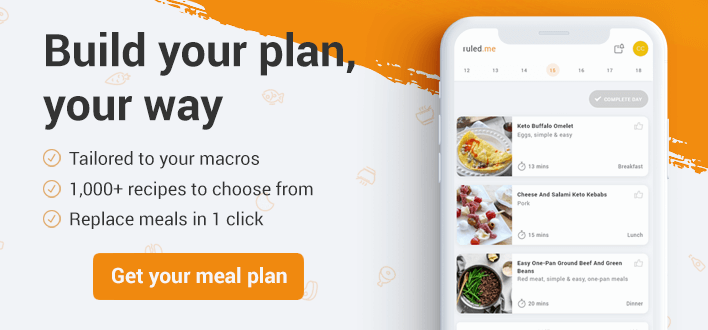 Build your plan,
your way
Tailored to your macros
1,000+ recipes to choose from
Replace meals in 1 click
Get your meal plan
ruled.me
12 13 14 15 16 17 18
COMPLETE DAY
Keto Buffalo Omelet
Eggs, simple & easy
13 mins Breakfast
Cheese And Salami Keto Kebabs
Pork
15 mins Lunch
Easy One-Pan Ground Beef And Green
Beans
Red meat, simple & easy, one-pan meals
20 mins Dinner